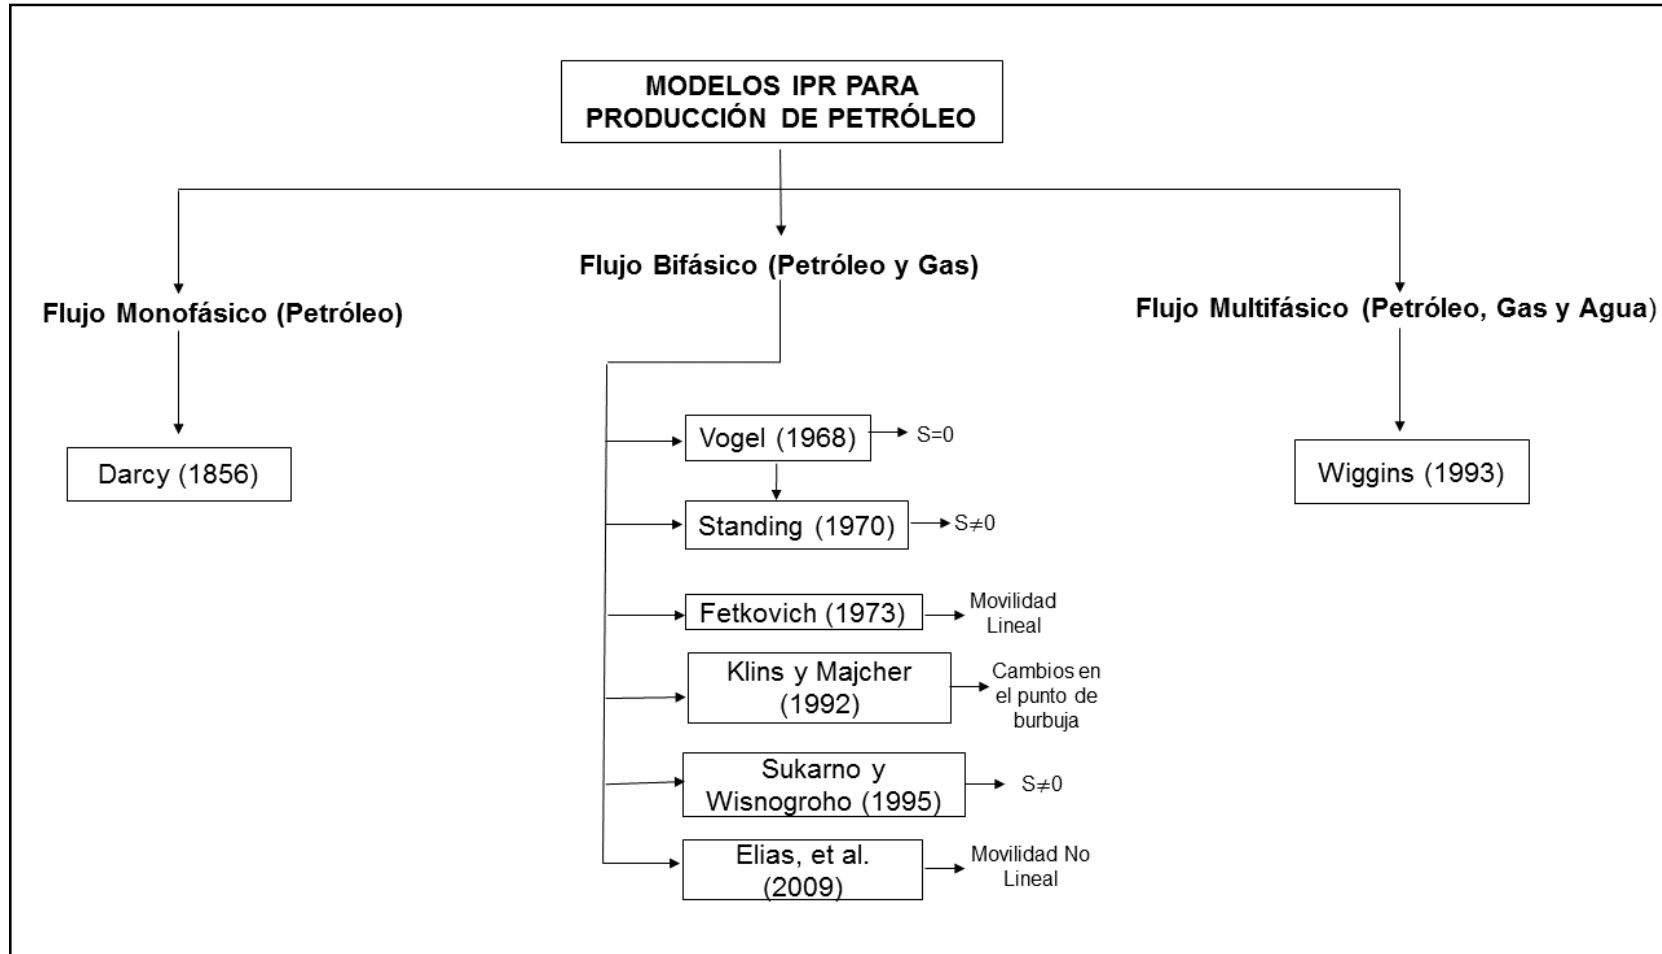 MODELOS IPR PARA
PRODUCCIÓN DE PETRÓLEO
Flujo Monofásico (Petróleo)
Darcy (1856)
Flujo Bifásico (Petróleo y Gas)
Vogel (1968)
S=0
Standing (1970)
S≠0
Fetkovich (1973)
Movilidad
Lineal
Klins y Majcher
(1992)
Cambios en
el punto de
burbuja
Sukarno y
Wisnogroho (1995)
S≠0
Elias, et al.
(2009)
Movilidad No
Lineal
Flujo Multifásico (Petróleo, Gas y Agua)
Wiggins (1993)